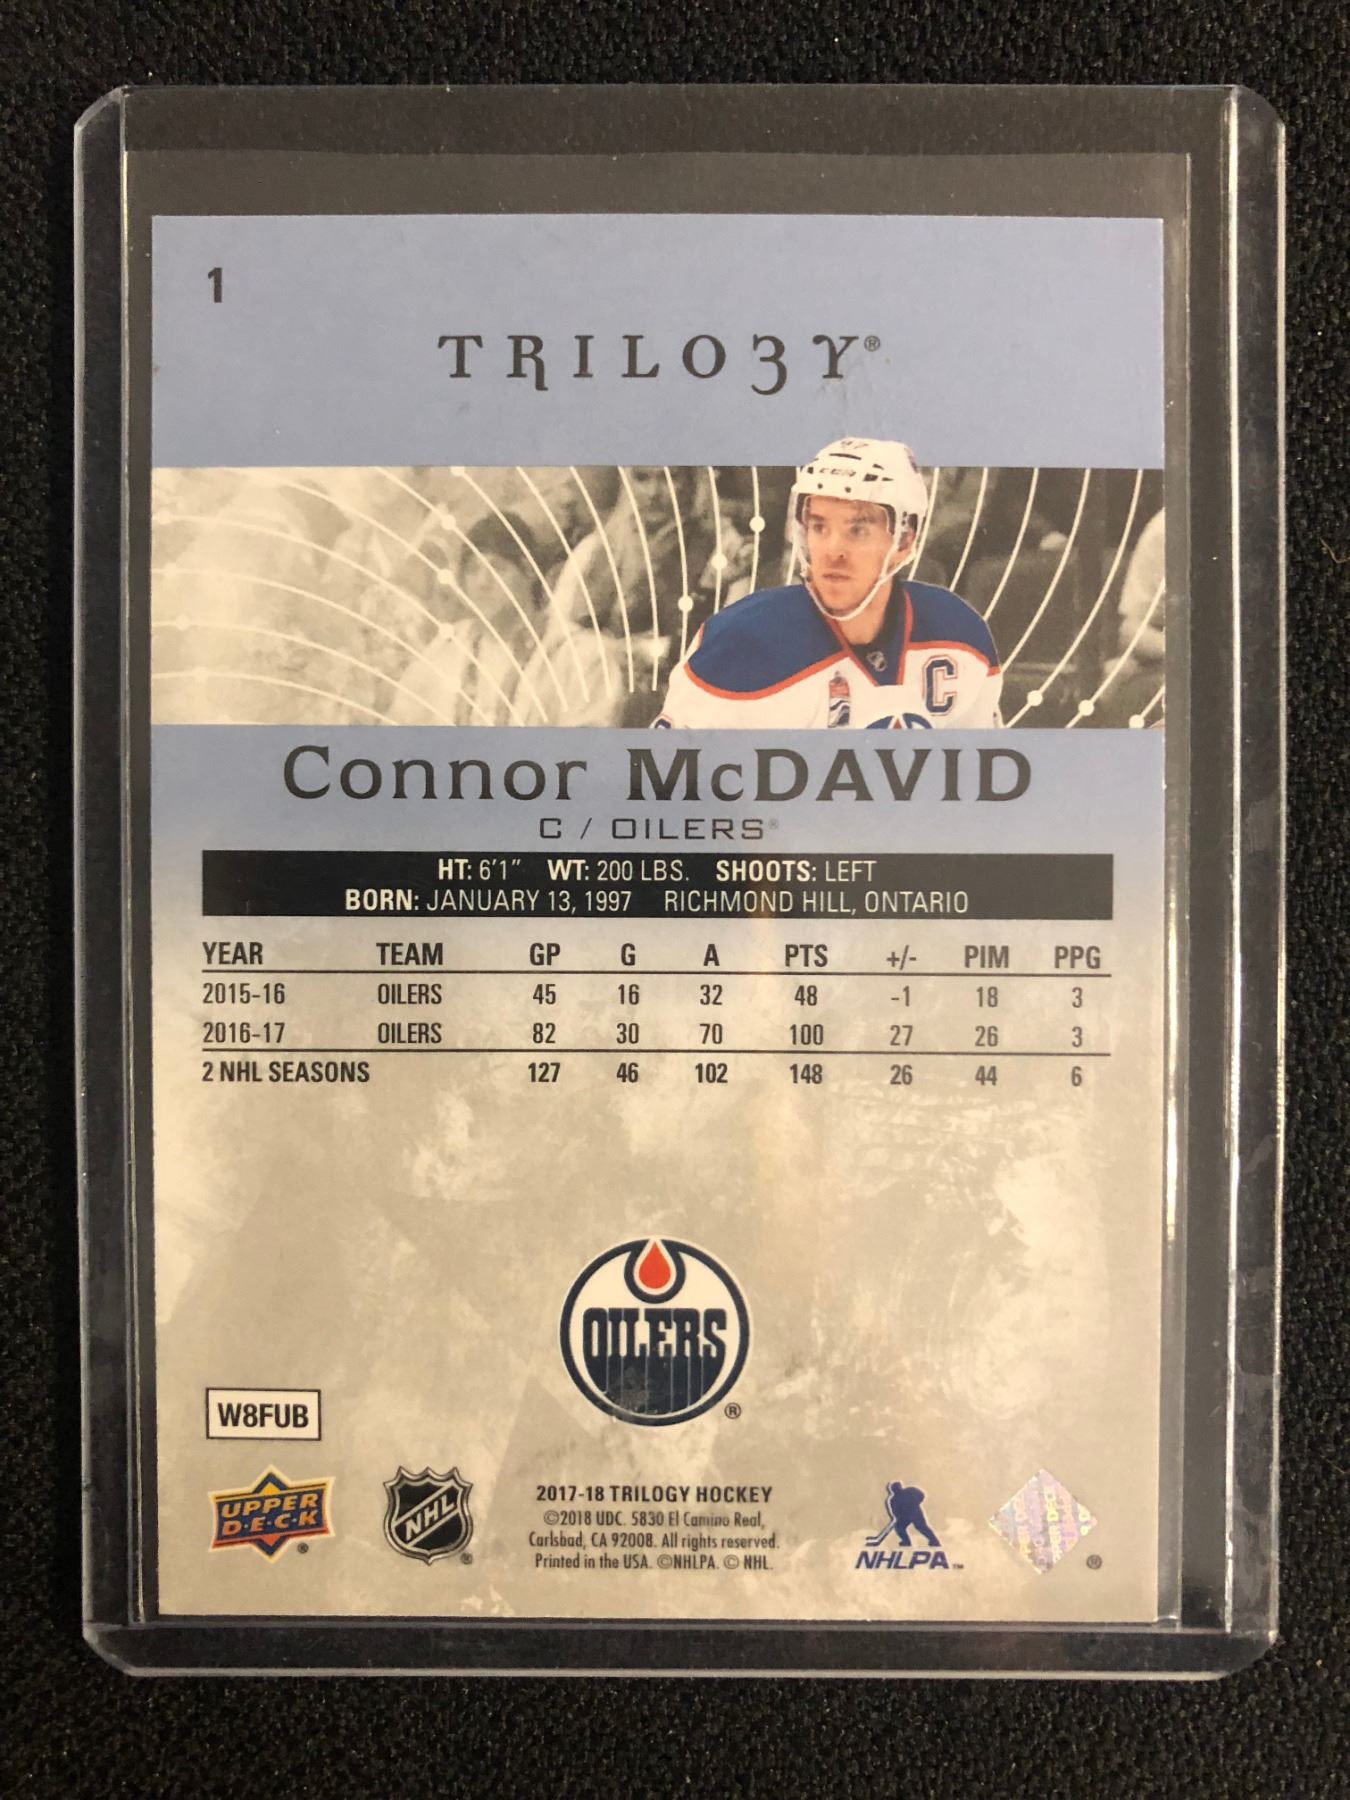 1
TRILOGY®
97
CCM
C
Connor McDAVID
C / OILERS®
HT: 6'1" WT: 200 LBS. SHOOTS: LEFT
BORN: JANUARY 13, 1997 RICHMOND HILL, ONTARIO
YEAR TEAM GP G A PTS +/- PIM PPG
2015-16 OILERS 45 16 32 48 -1 18 3
2016-17 OILERS 82 30 70 100 27 26 3
2 NHL SEASONS 127 46 102 148 26 44 6
OILERS
®
W8FUB
UPPER D·E·C·K ®
NHL ®
2017-18 TRILOGY HOCKEY
©2018 UDC. 5830 El Camino Real,
Carlsbad, CA 92008. All rights reserved.
Printed in the USA. ©NHLPA. © NHL.
NHLPA™
UPPER DECK
®